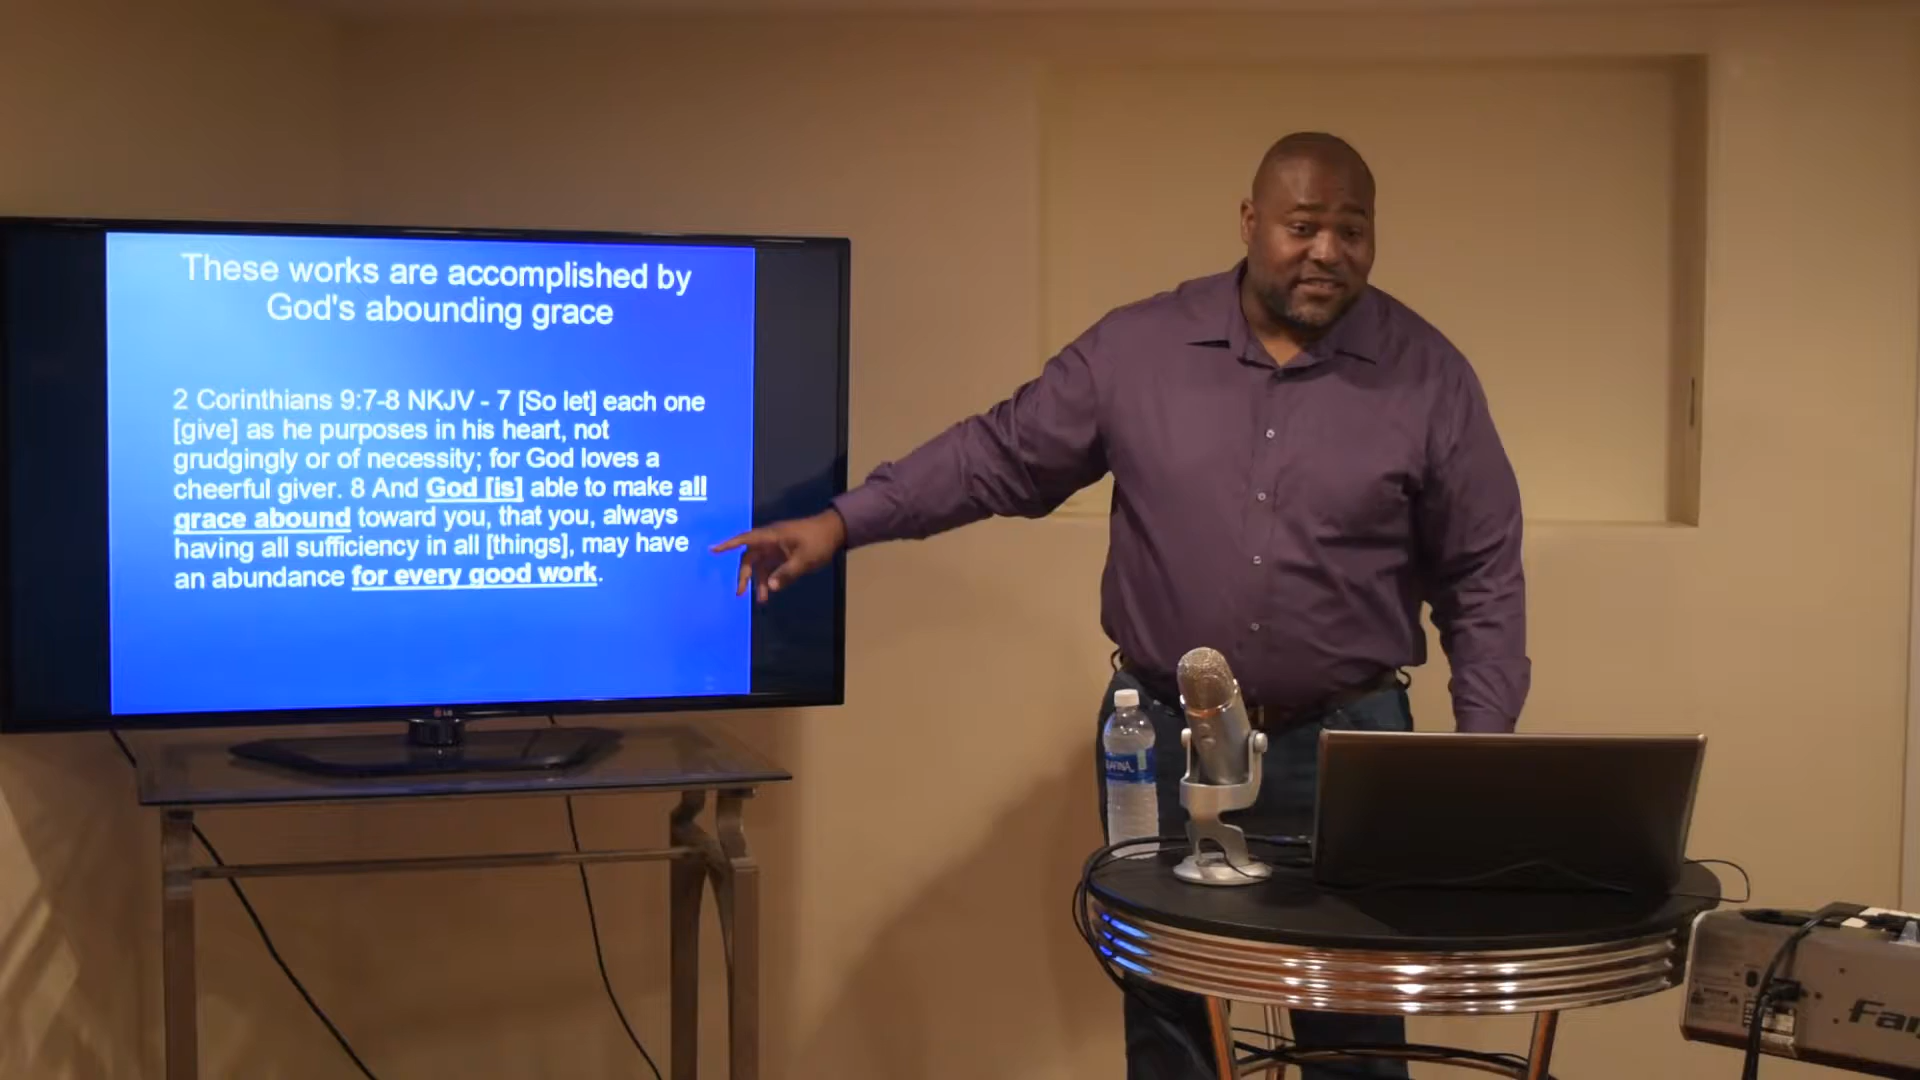 These works are accomplished by
God's abounding grace
2 Corinthians 9:7-8 NKJV - 7 [So let] each one
[give] as he purposes in his heart, not
grudgingly or of necessity; for God loves a
cheerful giver. 8 And God [is] able to make all
grace abound toward you, that you, always
having all sufficiency in all [things], may have
an abundance for every good work.
LG